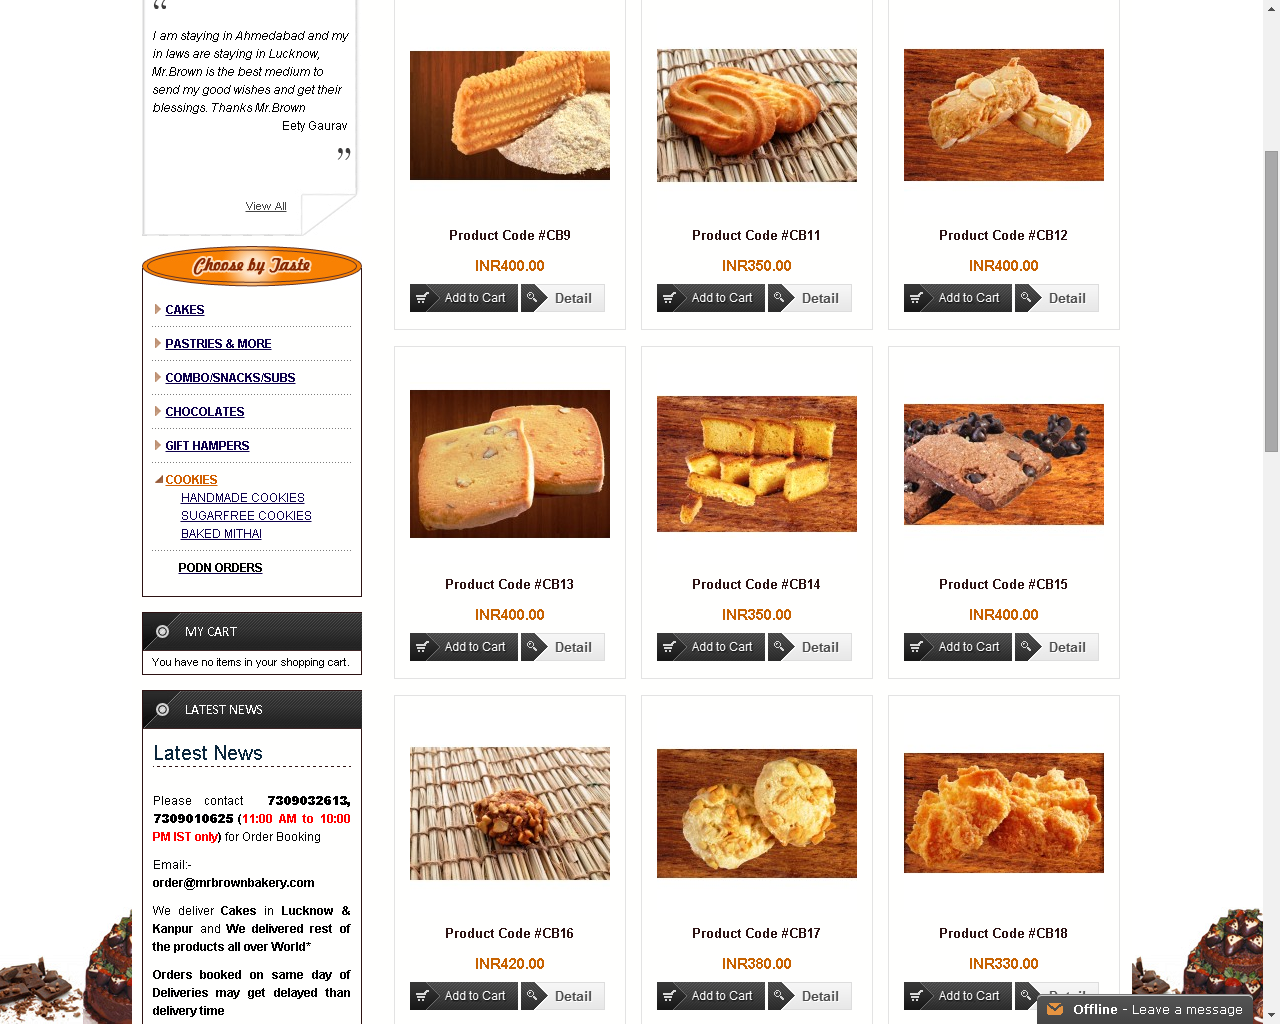 “
I am staying in Ahmedabad and my
in laws are staying in Lucknow,
Mr.Brown is the best medium to
send my good wishes and get their
blessings. Thanks Mr.Brown
Eety Gaurav
”
View All
Choose by Taste
CAKES
PASTRIES & MORE
COMBO/SNACKS/SUBS
CHOCOLATES
GIFT HAMPERS
COOKIES
HANDMADE COOKIES
SUGARFREE COOKIES
BAKED MITHAI
PODN ORDERS
MY CART
You have no items in your shopping cart.
LATEST NEWS
Latest News
Please contact 7309032613,
7309010625 (11:00 AM to 10:00
PM IST only) for Order Booking
Email:-
order@mrbrownbakery.com
We deliver Cakes in Lucknow &
Kanpur and We delivered rest of
the products all over World*
Orders booked on same day of
Deliveries may get delayed than
delivery time
Product Code #CB9
INR400.00
Add to Cart Detail
Product Code #CB11
INR350.00
Add to Cart Detail
Product Code #CB12
INR400.00
Add to Cart Detail
Product Code #CB13
INR400.00
Add to Cart Detail
Product Code #CB14
INR350.00
Add to Cart Detail
Product Code #CB15
INR400.00
Add to Cart Detail
Product Code #CB16
INR420.00
Add to Cart Detail
Product Code #CB17
INR380.00
Add to Cart Detail
Product Code #CB18
INR330.00
Add to Cart Detail
Offline - Leave a message